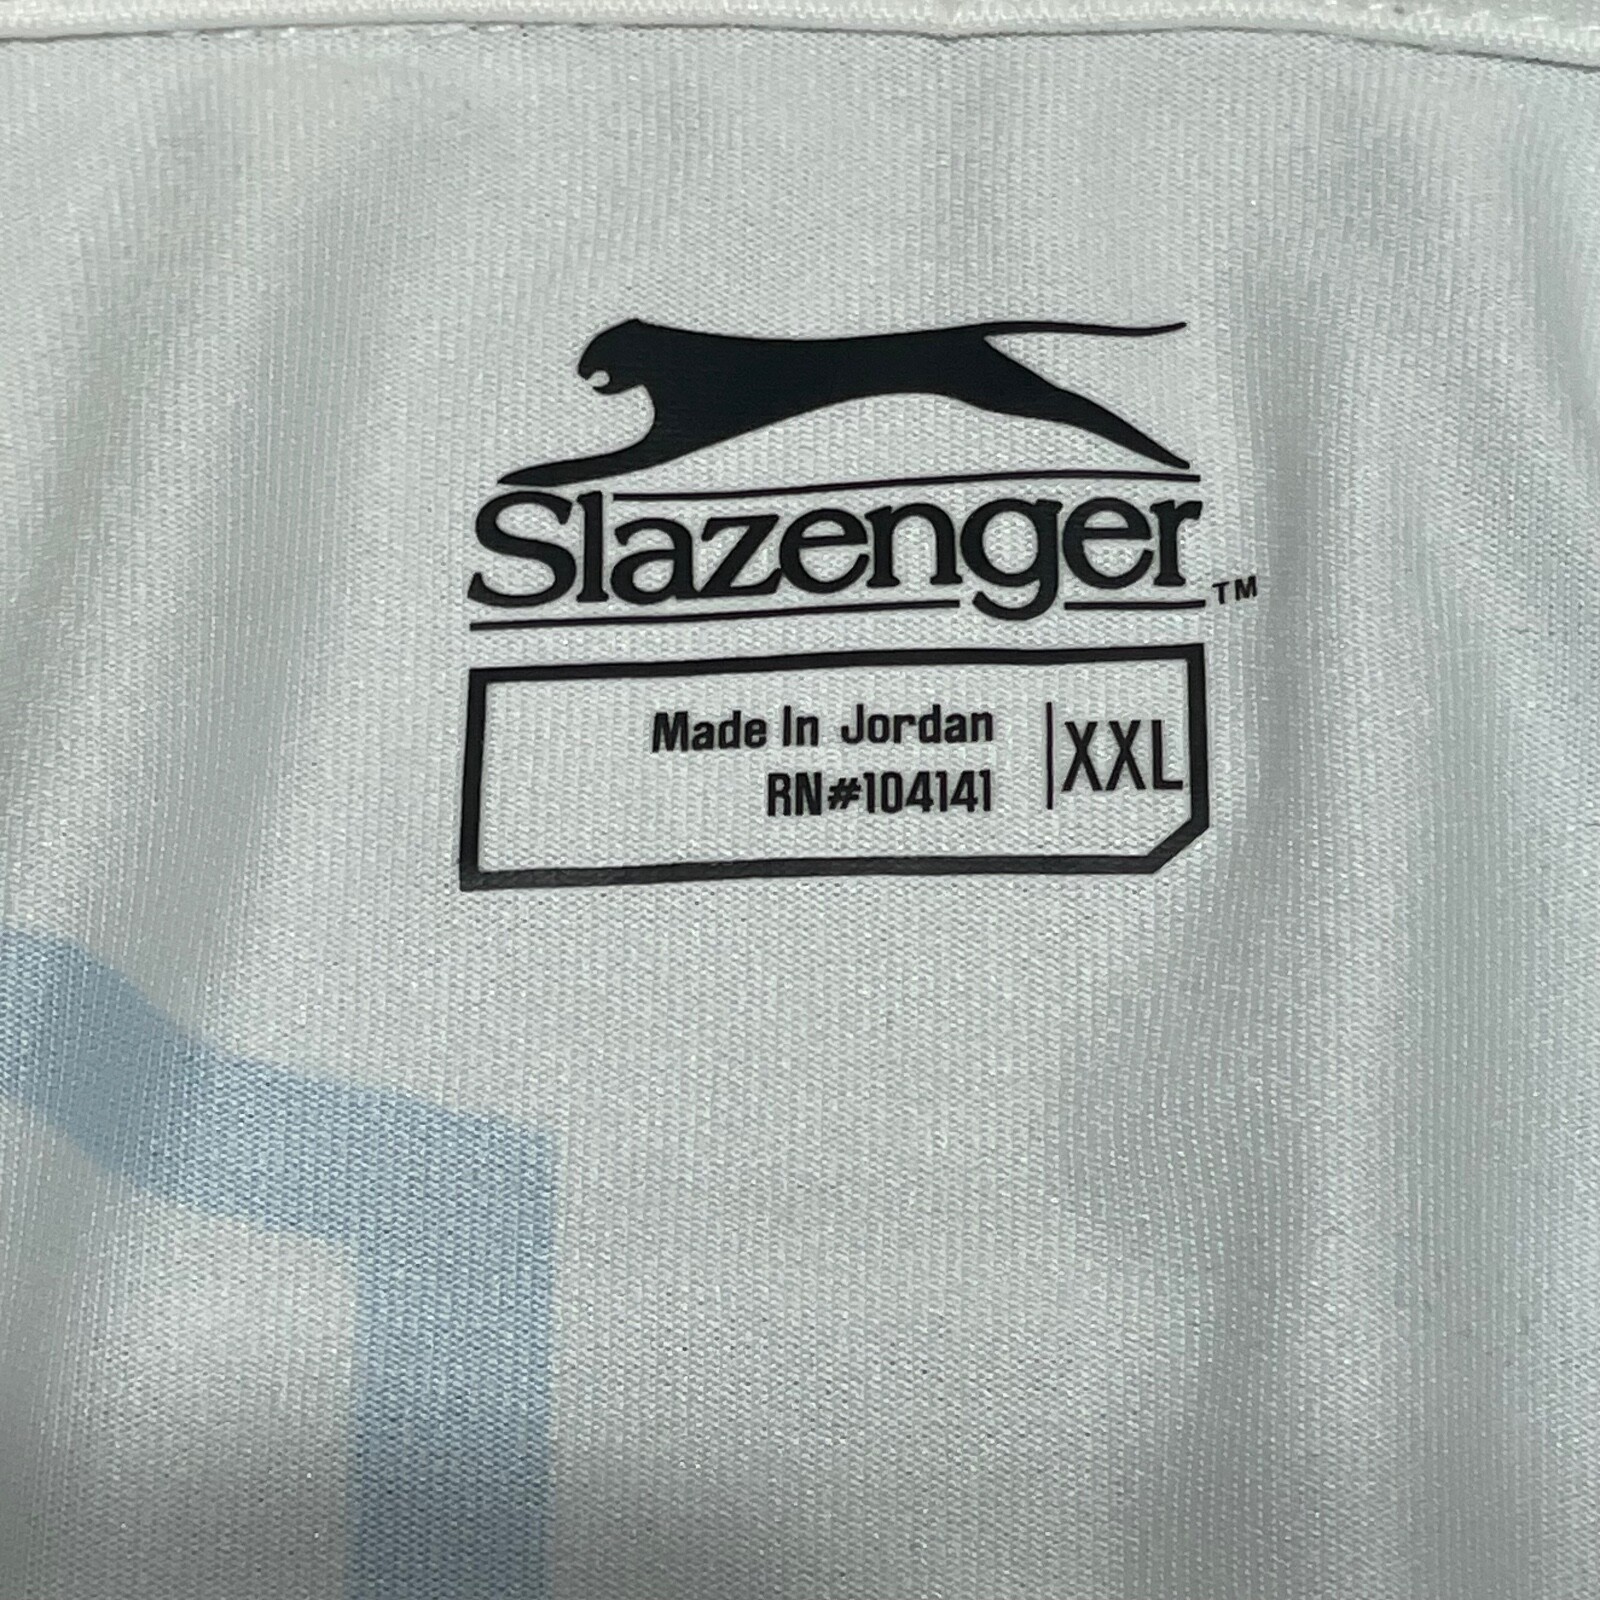 Slazenger™
Made In Jordan
RN#104141
XXL